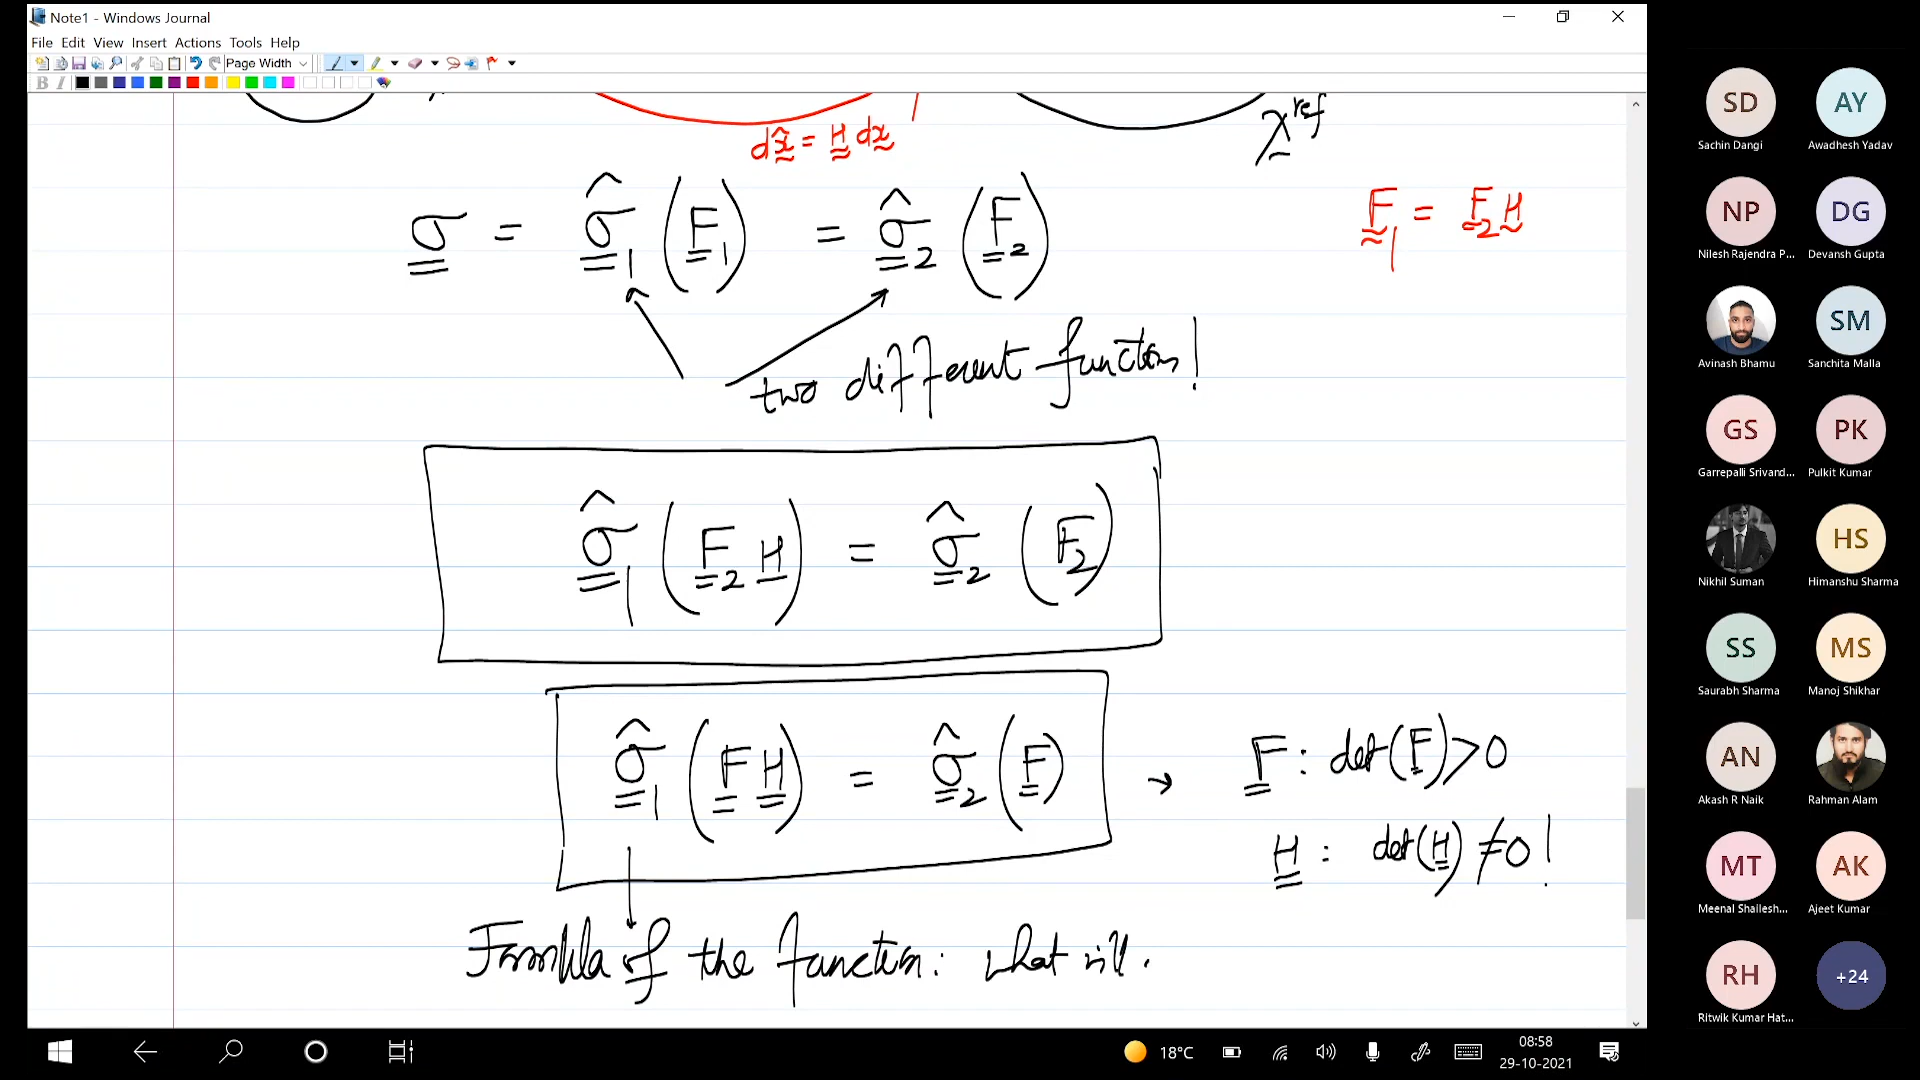 Note1 - Windows Journal
File Edit View Insert Actions Tools Help
Page Width
B I
dx̂ = H dx
X ref
σ = σ̂₁ (F₁) = σ̂₂ (F₂)
F₁ = F₂ H
two different functions!
σ̂₁ (F₂ H) = σ̂₂ (F₂)
σ̂₁ (F H) = σ̂₂ (F) → F : det(F) > 0
H : det(H) ≠ 0 !
Formula of the function: what will.
SD AY
Sachin Dangi Awadhesh Yadav
NP DG
Nilesh Rajendra P... Devansh Gupta
SM
Avinash Bhamu Sanchita Malla
GS PK
Garrepalli Srivand... Pulkit Kumar
HS
Nikhil Suman Himanshu Sharma
SS MS
Saurabh Sharma Manoj Shikhar
AN
Akash R Naik Rahman Alam
MT AK
Meenal Shailesh... Ajeet Kumar
RH +24
Ritwik Kumar Hat...
18°C
08:58
29-10-2021